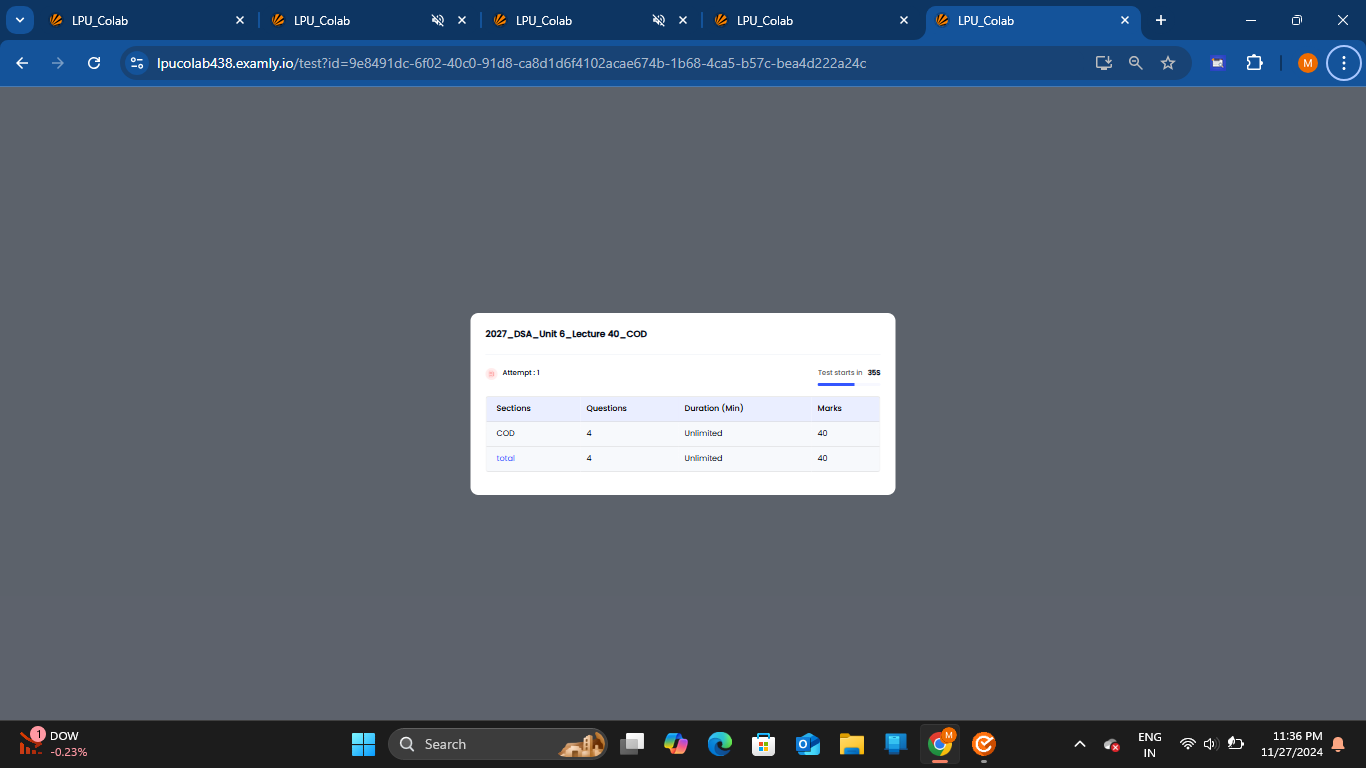 LPU_Colab
LPU_Colab
LPU_Colab
LPU_Colab
LPU_Colab
lpucolab438.examly.io/test?id=9e8491dc-6f02-40c0-91d8-ca8d1d6f4102acae674b-1b68-4ca5-b57c-bea4d222a24c
M
2027_DSA_Unit 6_Lecture 40_COD
Attempt : 1
Test starts in 35S
Sections Questions Duration (Min) Marks
COD 4 Unlimited 40
total 4 Unlimited 40
1
DOW
-0.23%
Search
M
ENG
IN
11:36 PM
11/27/2024